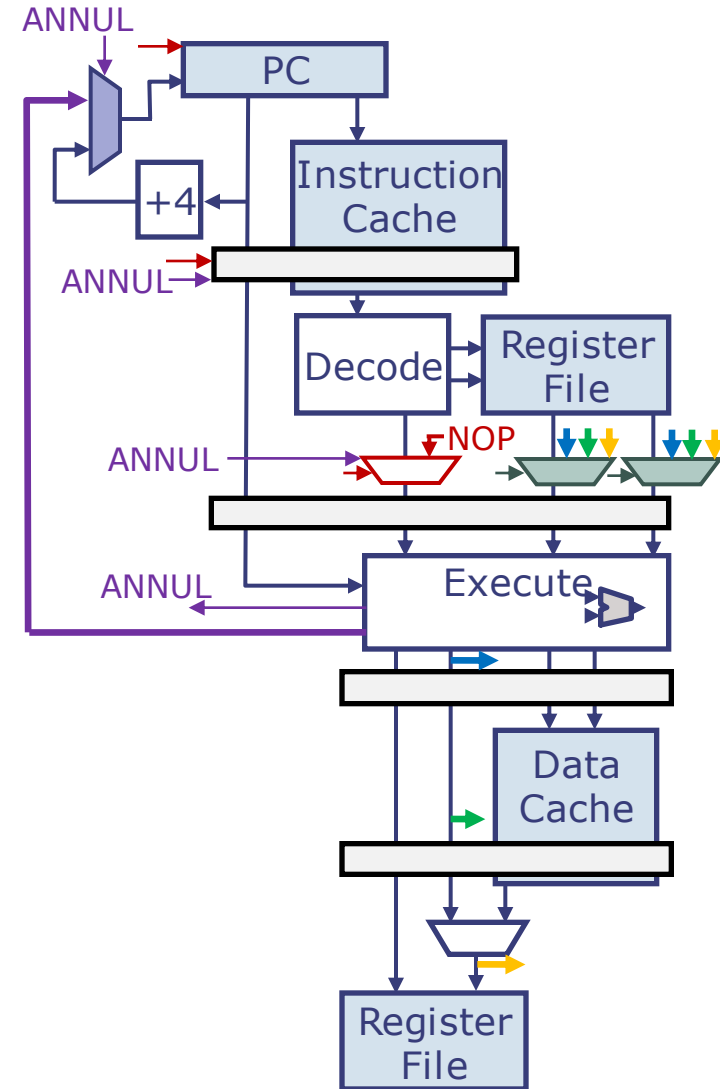 ANNUL
PC
Instruction
Cache
+4
ANNUL
Decode
Register
File
NOP
ANNUL
Execute
ANNUL
Data
Cache
Register
File